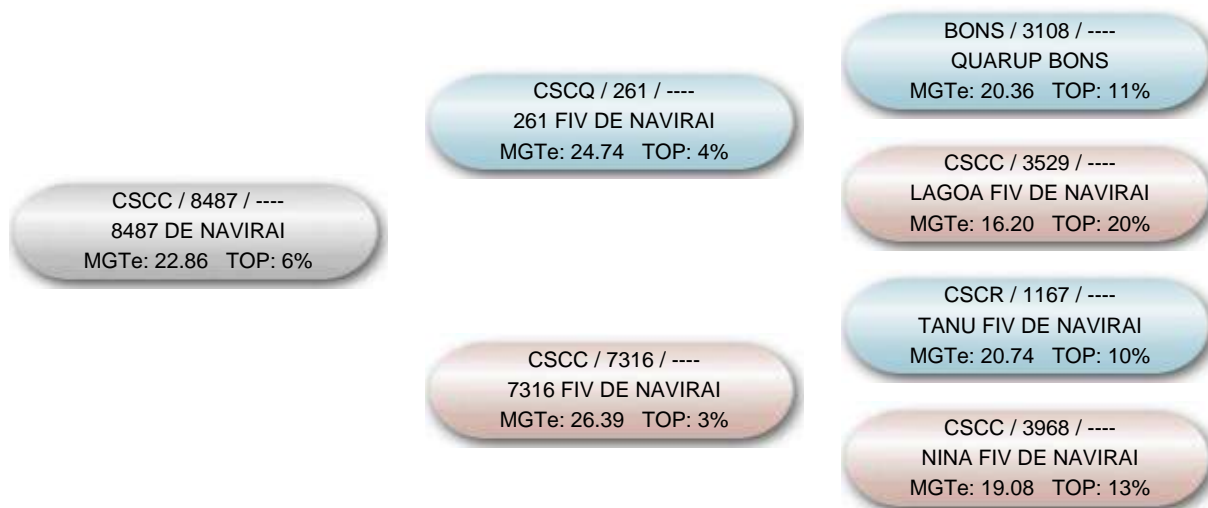 CSCC / 8487 / ----
8487 DE NAVIRAI
MGTe: 22.86 TOP: 6%
CSCQ / 261 / ----
261 FIV DE NAVIRAI
MGTe: 24.74 TOP: 4%
CSCC / 7316 / ----
7316 FIV DE NAVIRAI
MGTe: 26.39 TOP: 3%
BONS / 3108 / ----
QUARUP BONS
MGTe: 20.36 TOP: 11%
CSCC / 3529 / ----
LAGOA FIV DE NAVIRAI
MGTe: 16.20 TOP: 20%
CSCR / 1167 / ----
TANU FIV DE NAVIRAI
MGTe: 20.74 TOP: 10%
CSCC / 3968 / ----
NINA FIV DE NAVIRAI
MGTe: 19.08 TOP: 13%